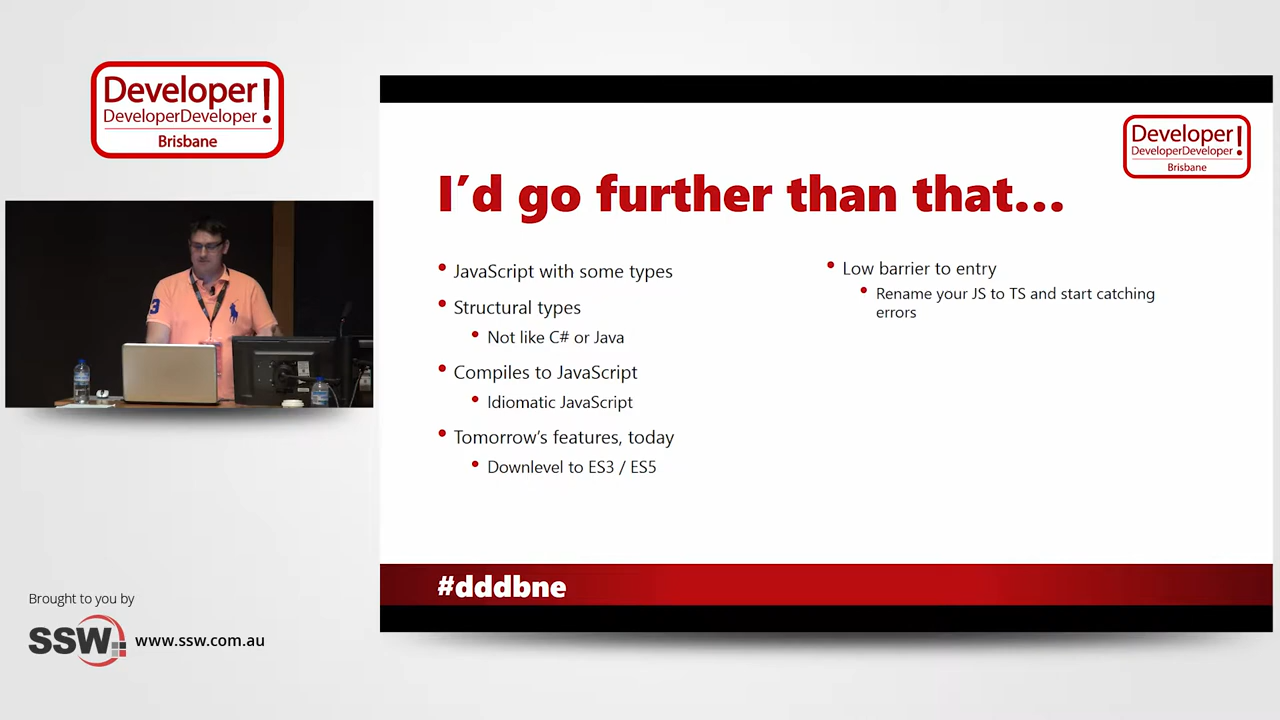 Developer!
DeveloperDeveloper
Brisbane
3
Brought to you by
SSW
www.ssw.com.au
Developer!
DeveloperDeveloper
Brisbane
I´d go further than that...
JavaScript with some types
Structural types
Not like C# or Java
Compiles to JavaScript
Idiomatic JavaScript
Tomorrow's features, today
Downlevel to ES3 / ES5
Low barrier to entry
Rename your JS to TS and start catching
errors
#dddbne